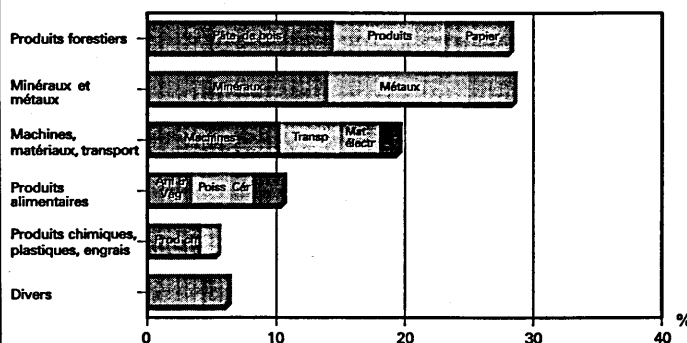 Produits forestiers
Pâte de bois Produits Papier
Minéraux et
métaux
Minéraux Métaux
Machines,
matériaux, transport
Machines Transp Mat.
électr
Produits
alimentaires
Vég Poiss Cér
Produits chimiques,
plastiques, engrais
Divers
0 10 20 30 40 %